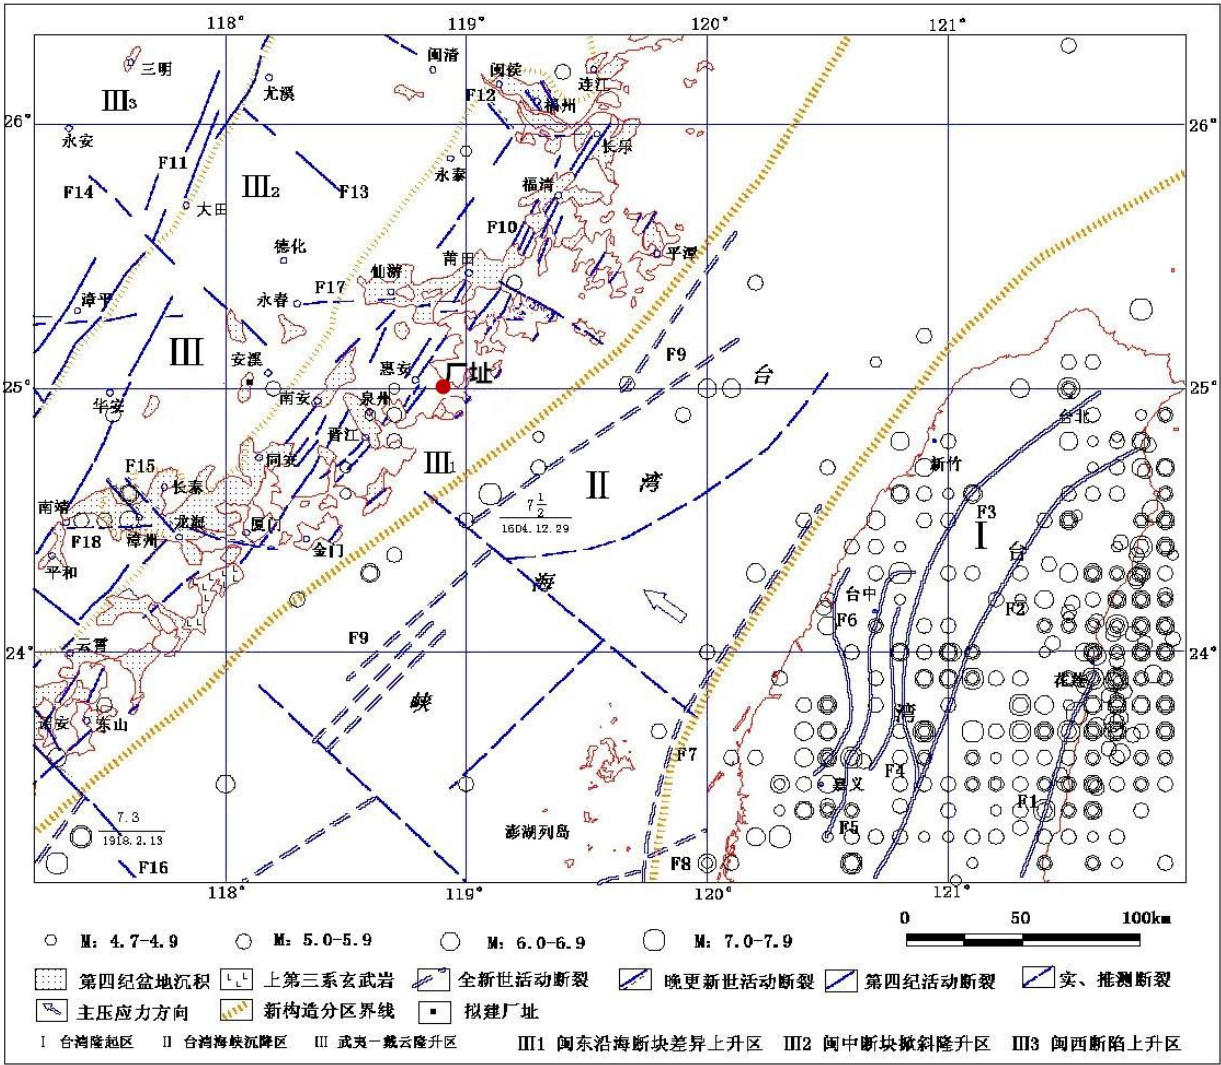 118° 119° 120° 121°
闽清
闽侯
连江
三明
III3
尤溪
F12
福州
26° 26°
永安
长乐
F11
永泰
III2
F14
F13
福清
大田
F10
德化
莆田
平潭
仙游
F17
永春
漳平
III
F9
安溪
惠安
厂址
台
25° 25°
华安
南安
泉州
台北
晋江
III1
新竹
同安
F15
II
湾
长泰
南靖
7 1/2
1604.12.29
F3
I
龙海
厦门
F18
漳州
金门
台
平和
海
台中
F2
F6
F9
24° 24°
云霄
花莲
峡
湾
诏安
东山
F7
F4
嘉义
F1
7.3
1918.2.13
澎湖列岛
F5
F16
F8
118° 119° 120° 121°
0 50 100km
M: 4.7-4.9 M: 5.0-5.9 M: 6.0-6.9 M: 7.0-7.9
第四纪盆地沉积 上第三系玄武岩 全新世活动断裂 晚更新世活动断裂 第四纪活动断裂 实、推测断裂
主压应力方向 新构造分区界线 拟建厂址
I 台湾隆起区 II 台湾海峡沉降区 III 武夷-戴云隆升区 III1 闽东沿海断块差异上升区 III2 闽中断块掀斜隆升区 III3 闽西断陷上升区